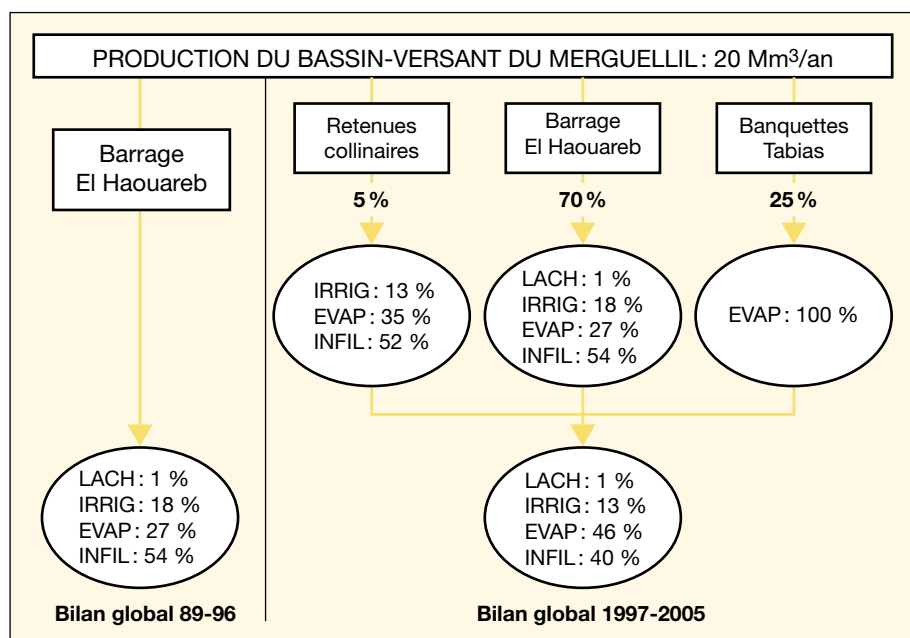 PRODUCTION DU BASSIN-VERSANT DU MERGUELLIL : 20 Mm³/an
Barrage
El Haouareb
LACH : 1 %
IRRIG : 18 %
EVAP : 27 %
INFIL : 54 %
Bilan global 89-96
Retenues
collinaires
5 %
IRRIG : 13 %
EVAP : 35 %
INFIL : 52 %
Barrage
El Haouareb
70 %
LACH : 1 %
IRRIG : 18 %
EVAP : 27 %
INFIL : 54 %
Banquettes
Tabias
25 %
EVAP : 100 %
LACH : 1 %
IRRIG : 13 %
EVAP : 46 %
INFIL : 40 %
Bilan global 1997-2005